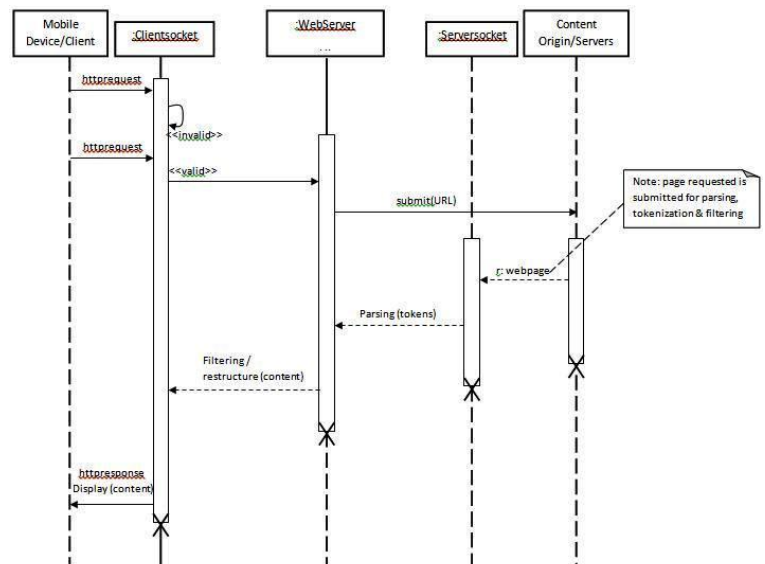 Mobile
Device/Client
:Clientsocket
:WebServer
...
:Serversocket
Content
Origin/Servers
httprequest
<<invalid>>
httprequest
<<valid>>
submit(URL)
Note: page requested is
submitted for parsing,
tokenization & filtering
r: webpage
Parsing (tokens)
Filtering /
restructure (content)
httpresponse
Display (content)